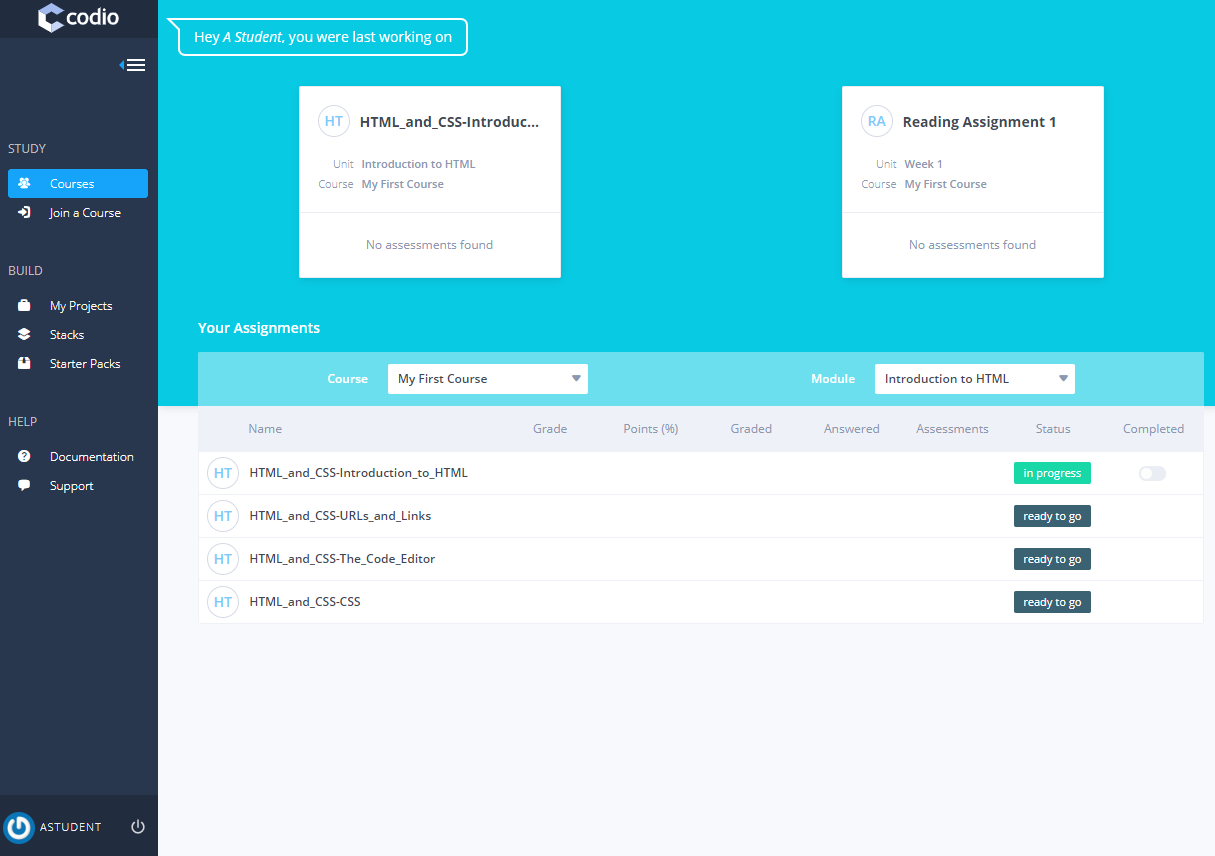 codio
STUDY
Courses
Join a Course
BUILD
My Projects
Stacks
Starter Packs
HELP
Documentation
Support
ASTUDENT
Hey A Student, you were last working on
HT HTML_and_CSS-Introduc...
Unit Introduction to HTML
Course My First Course
No assessments found
RA Reading Assignment 1
Unit Week 1
Course My First Course
No assessments found
Your Assignments
Course My First Course Module Introduction to HTML
Name Grade Points (%) Graded Answered Assessments Status Completed
HT HTML_and_CSS-Introduction_to_HTML in progress
HT HTML_and_CSS-URLs_and_Links ready to go
HT HTML_and_CSS-The_Code_Editor ready to go
HT HTML_and_CSS-CSS ready to go